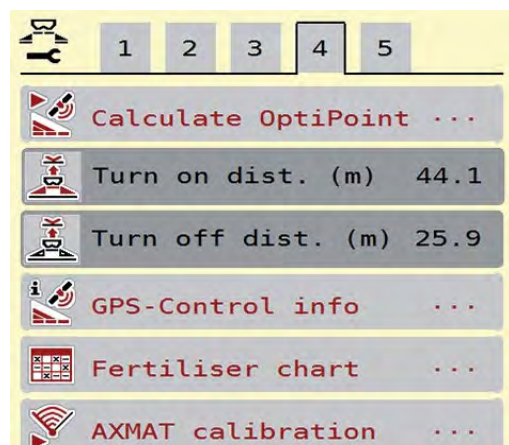 1 2 3 4 5
Calculate OptiPoint ...
Turn on dist. (m) 44.1
Turn off dist. (m) 25.9
i
GPS-Control info ...
Fertiliser chart ...
AXMAT calibration ...